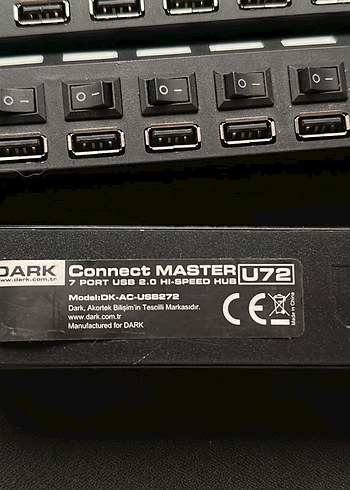 DARK Connect MASTER U72
www.dark.com.tr 7 PORT USB 2.0 HI-SPEED HUB
Model:DK-AC-USB272
Dark, Akortek Bilişim'in Tescilli Markasıdır.
www.dark.com.tr
Manufactured for DARK
CE
Made in China